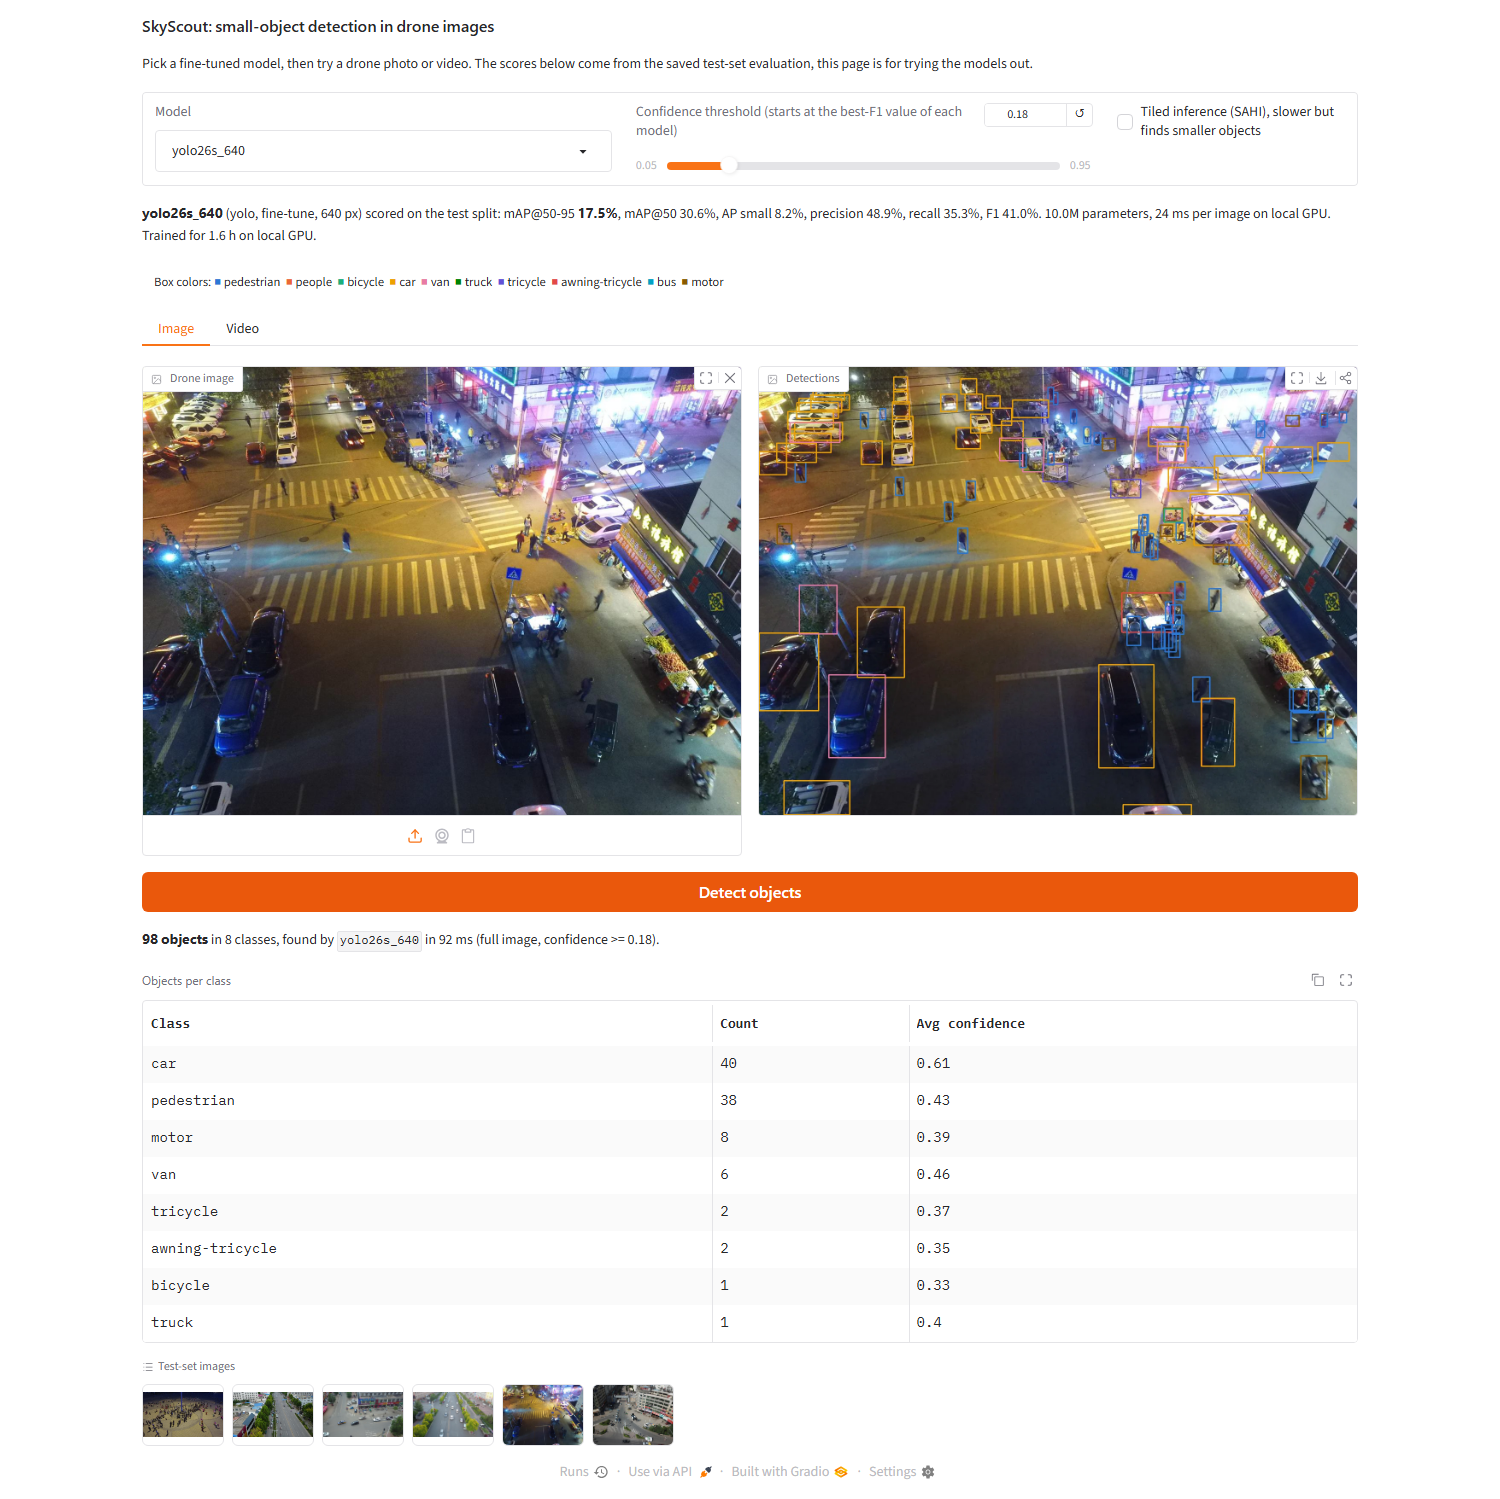 SkyScout: small-object detection in drone images
Pick a fine-tuned model, then try a drone photo or video. The scores below come from the saved test-set evaluation, this page is for trying the models out.
Model
yolo26s_640
Confidence threshold (starts at the best-F1 value of each
model)
0.18
0.05
0.95
Tiled inference (SAHI), slower but
finds smaller objects
yolo26s_640 (yolo, fine-tune, 640 px) scored on the test split: mAP@50-95 17.5%, mAP@50 30.6%, AP small 8.2%, precision 48.9%, recall 35.3%, F1 41.0%. 10.0M parameters, 24 ms per image on local GPU.
Trained for 1.6 h on local GPU.
Box colors: pedestrian people bicycle car van truck tricycle awning-tricycle bus motor
Image Video
Drone image
Detections
Detect objects
98 objects in 8 classes, found by yolo26s_640 in 92 ms (full image, confidence >= 0.18).
Objects per class
Class Count Avg confidence
car 40 0.61
pedestrian 38 0.43
motor 8 0.39
van 6 0.46
tricycle 2 0.37
awning-tricycle 2 0.35
bicycle 1 0.33
truck 1 0.4
Test-set images
Runs · Use via API · Built with Gradio · Settings